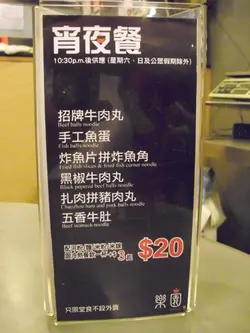 宵夜餐
10:30p.m.後供應 (星期六、日及公眾假期除外)
招牌牛肉丸
Beef balls noodle
手工魚蛋
Fish balls noodle
炸魚片拼炸魚角
Fried fish slices & fried fish corner noodle
黑椒牛肉丸
Black pepered beef balls noodle
扎肉拼豬肉丸
Chaozhou ham and pork balls noodle
五香牛肚
Beef stomach noodle
$20
只限堂食不設外賣
樂園